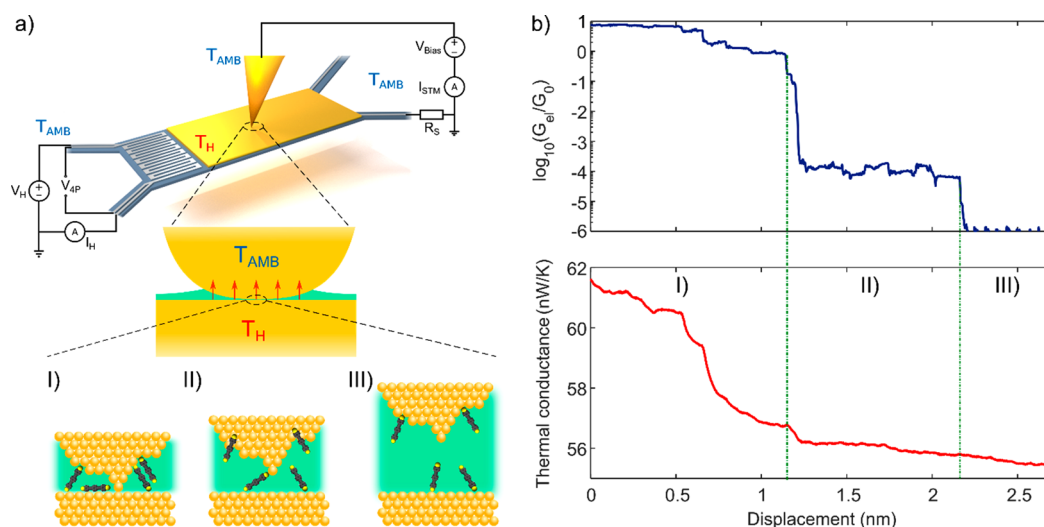 a)
T_AMB
V_Bias
T_AMB
I_STM
A
R_S
T_AMB
T_H
V_H
V_4P
A
I_H
T_AMB
T_H
I)
II)
III)
b)
log₁₀(G_el/G₀)
1
0
-1
-2
-3
-4
-5
-6
Thermal conductance (nW/K)
62
60
58
56
I)
II)
III)
0
0.5
1
1.5
2
2.5
Displacement (nm)